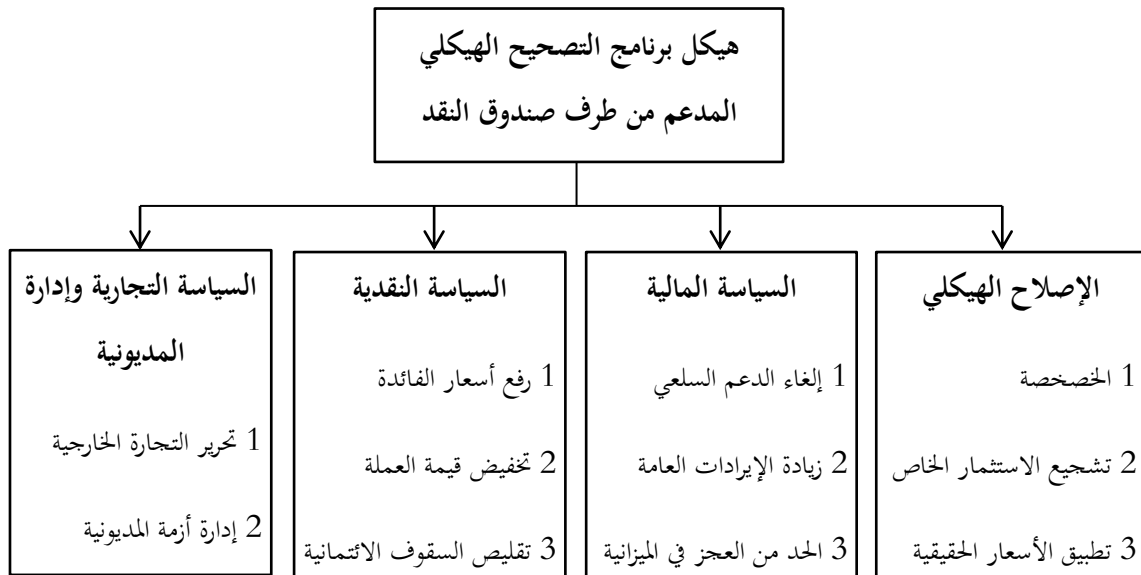 هيكل برنامج التصحيح الهيكلي
المدعم من طرف صندوق النقد
الإصلاح الهيكلي
1 الخصخصة
2 تشجيع الاستثمار الخاص
3 تطبيق الأسعار الحقيقية
السياسة المالية
1 إلغاء الدعم السلعي
2 زيادة الإيرادات العامة
3 الحد من العجز في الميزانية
السياسة النقدية
1 رفع أسعار الفائدة
2 تخفيض قيمة العملة
3 تقليص السقوف الائتمانية
السياسة التجارية وإدارة
المديونية
1 تحرير التجارة الخارجية
2 إدارة أزمة المديونية